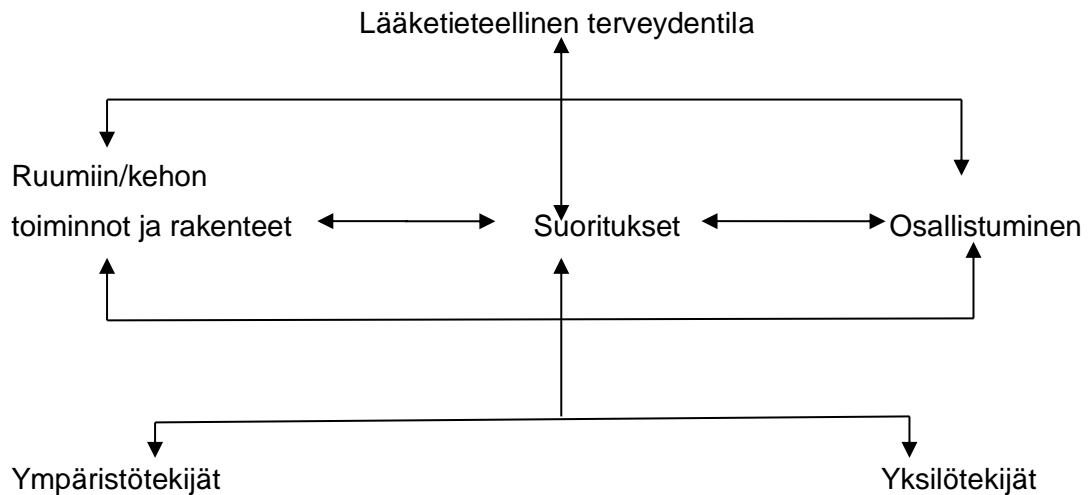 Lääketieteellinen terveydentila
Ruumiin/kehon
toiminnot ja rakenteet
Suoritukset
Osallistuminen
Ympäristötekijät
Yksilötekijät